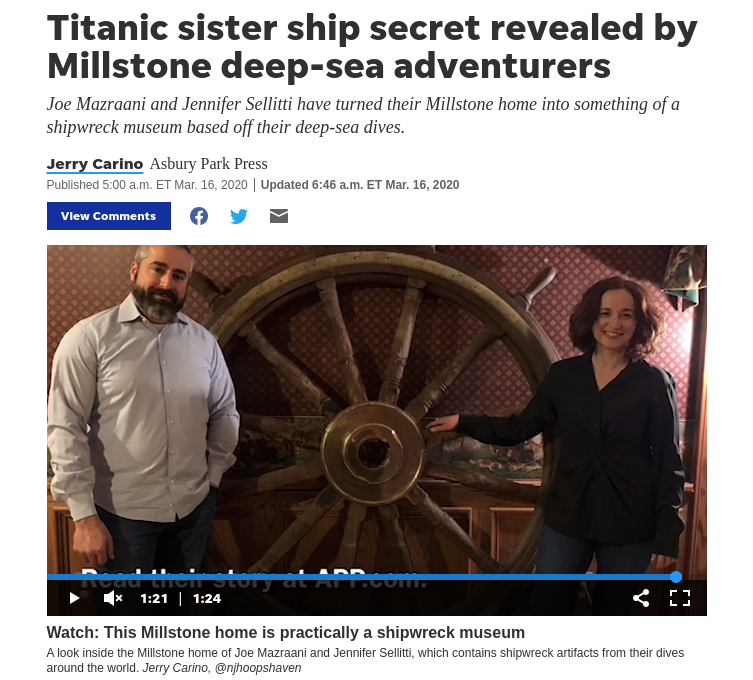 Titanic sister ship secret revealed by
Millstone deep-sea adventurers
Joe Mazraani and Jennifer Sellitti have turned their Millstone home into something of a
shipwreck museum based off their deep-sea dives.
Jerry Carino Asbury Park Press
Published 5:00 a.m. ET Mar. 16, 2020 | Updated 6:46 a.m. ET Mar. 16, 2020
View Comments
Read their story at APP.com.
1:21 | 1:24
Watch: This Millstone home is practically a shipwreck museum
A look inside the Millstone home of Joe Mazraani and Jennifer Sellitti, which contains shipwreck artifacts from their dives
around the world. Jerry Carino, @njhoopshaven